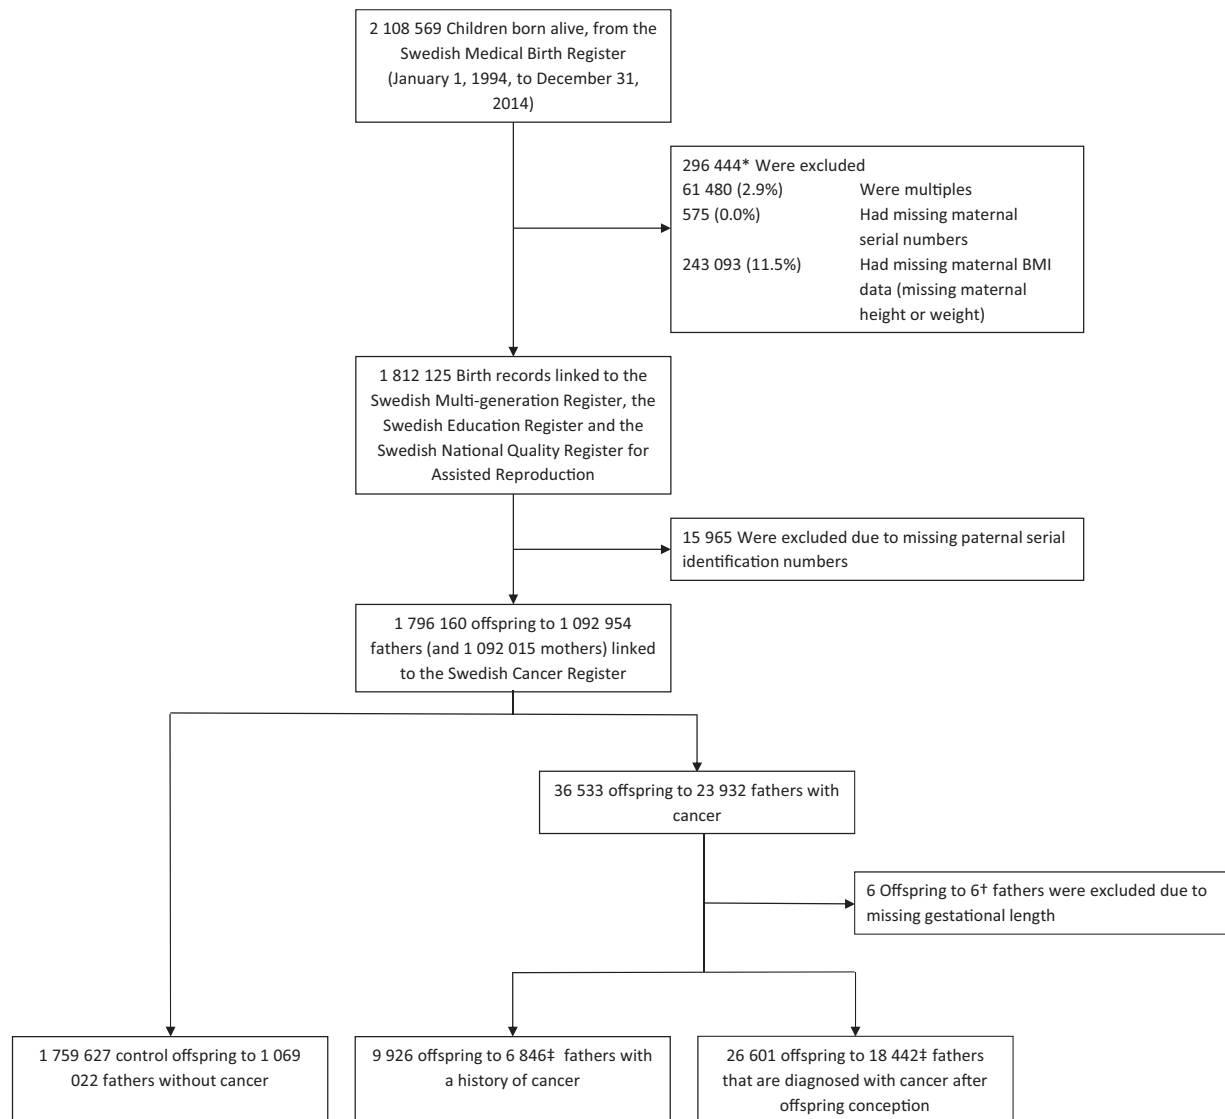 2 108 569 Children born alive, from the
Swedish Medical Birth Register
(January 1, 1994, to December 31,
2014)
296 444* Were excluded
61 480 (2.9%) Were multiples
575 (0.0%) Had missing maternal
serial numbers
243 093 (11.5%) Had missing maternal BMI
data (missing maternal
height or weight)
1 812 125 Birth records linked to the
Swedish Multi-generation Register, the
Swedish Education Register and the
Swedish National Quality Register for
Assisted Reproduction
15 965 Were excluded due to missing paternal serial
identification numbers
1 796 160 offspring to 1 092 954
fathers (and 1 092 015 mothers) linked
to the Swedish Cancer Register
36 533 offspring to 23 932 fathers with
cancer
6 Offspring to 6† fathers were excluded due to
missing gestational length
1 759 627 control offspring to 1 069
022 fathers without cancer
9 926 offspring to 6 846‡ fathers with
a history of cancer
26 601 offspring to 18 442‡ fathers
that are diagnosed with cancer after
offspring conception